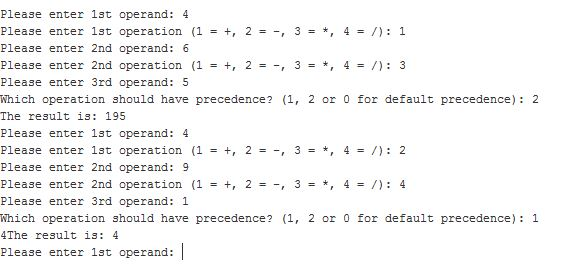 Please enter 1st operand: 4
Please enter 1st operation (1 = +, 2 = -, 3 = *, 4 = /): 1
Please enter 2nd operand: 6
Please enter 2nd operation (1 = +, 2 = -, 3 = *, 4 = /): 3
Please enter 3rd operand: 5
Which operation should have precedence? (1, 2 or 0 for default precedence): 2
The result is: 195
Please enter 1st operand: 4
Please enter 1st operation (1 = +, 2 = -, 3 = *, 4 = /): 2
Please enter 2nd operand: 9
Please enter 2nd operation (1 = +, 2 = -, 3 = *, 4 = /): 4
Please enter 3rd operand: 1
Which operation should have precedence? (1, 2 or 0 for default precedence): 1
4The result is: 4
Please enter 1st operand: